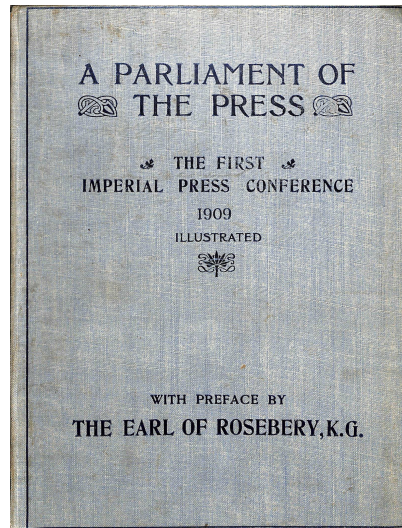 A PARLIAMENT OF
THE PRESS
THE FIRST
IMPERIAL PRESS CONFERENCE
1909
ILLUSTRATED
WITH PREFACE BY
THE EARL OF ROSEBERY, K.G.